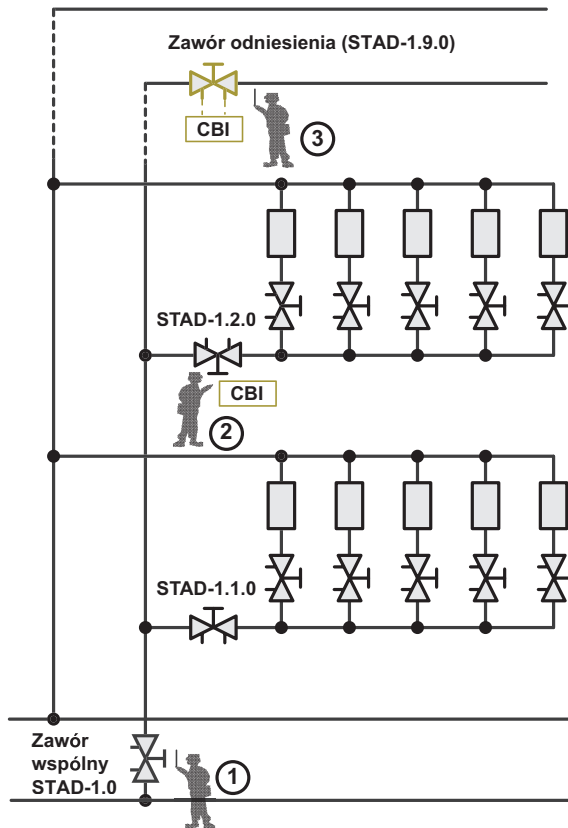 Zawór odniesienia (STAD-1.9.0)
CBI
3
STAD-1.2.0
CBI
2
STAD-1.1.0
Zawór
wspólny
STAD-1.0
1